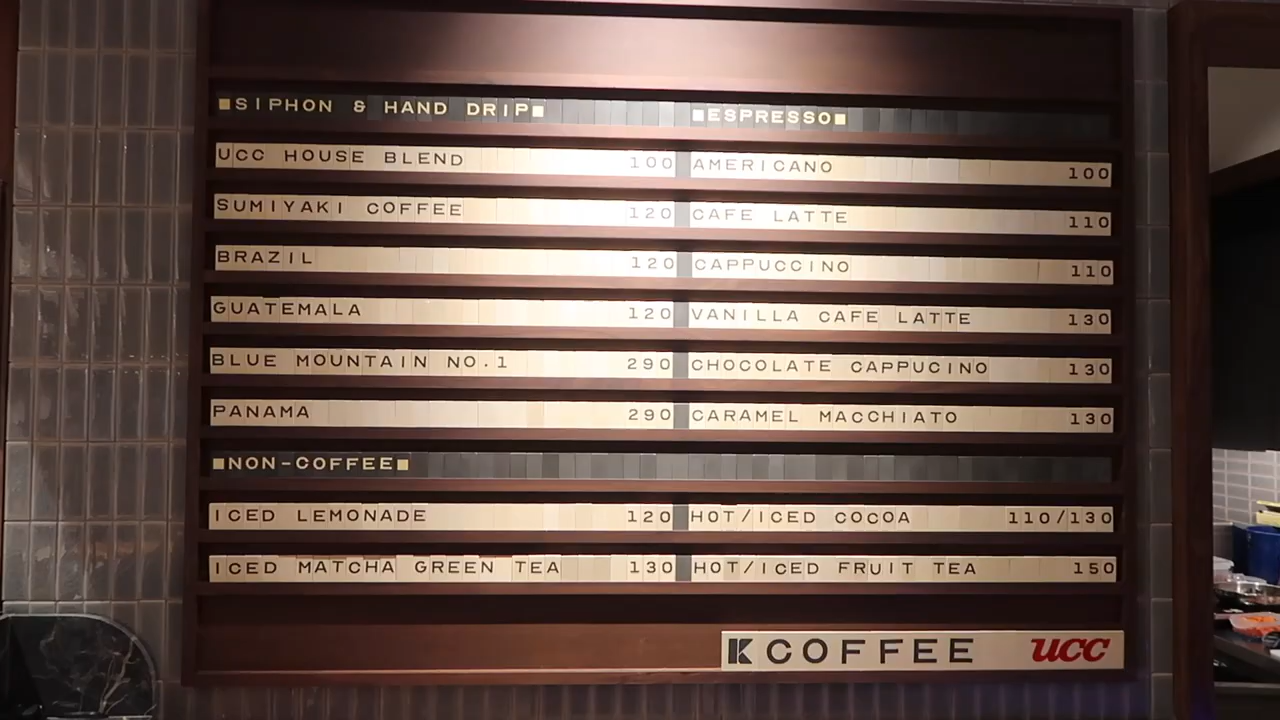 ■SIPHON & HAND DRIP■ ■ESPRESSO■
UCC HOUSE BLEND 100 AMERICANO 100
SUMIYAKI COFFEE 120 CAFE LATTE 110
BRAZIL 120 CAPPUCCINO 110
GUATEMALA 120 VANILLA CAFE LATTE 130
BLUE MOUNTAIN NO.1 290 CHOCOLATE CAPPUCINO 130
PANAMA 290 CARAMEL MACCHIATO 130
■NON-COFFEE■
ICED LEMONADE 120 HOT/ICED COCOA 110/130
ICED MATCHA GREEN TEA 130 HOT/ICED FRUIT TEA 150
K COFFEE UCC